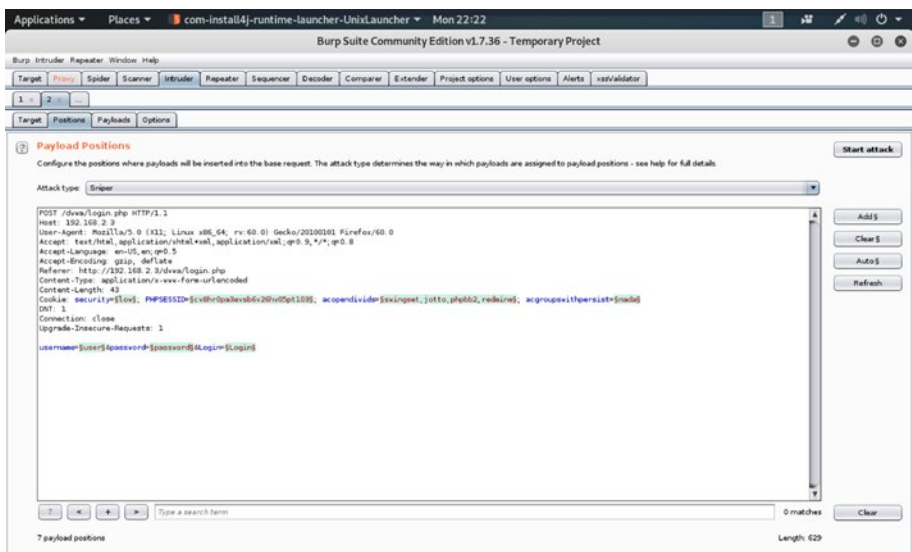 Applications Places com-install4j-runtime-launcher-UnixLauncher Mon 22:22 1
Burp Suite Community Edition v1.7.36 - Temporary Project
Burp Intruder Repeater Window Help
Target Proxy Spider Scanner Intruder Repeater Sequencer Decoder Comparer Extender Project options User options Alerts xssValidator
1 × 2 × ...
Target Positions Payloads Options
? Payload Positions
Start attack
Configure the positions where payloads will be inserted into the base request. The attack type determines the way in which payloads are assigned to payload positions - see help for full details.
Attack type: Sniper
POST /dvwa/login.php HTTP/1.1
Host: 192.168.2.3
User-Agent: Mozilla/5.0 (X11; Linux x86_64; rv:60.0) Gecko/20100101 Firefox/60.0
Accept: text/html,application/xhtml+xml,application/xml;q=0.9,*/*;q=0.8
Accept-Language: en-US,en;q=0.5
Accept-Encoding: gzip, deflate
Referer: http://192.168.2.3/dvwa/login.php
Content-Type: application/x-www-form-urlencoded
Content-Length: 43
Cookie: security=§low§; PHPSESSID=§cv8hr0pa3evsb6v26hv05pt103§; acopendivids=§swingset,jotto,phpbb2,redmine§; acgroupswithpersist=§nada§
DNT: 1
Connection: close
Upgrade-Insecure-Requests: 1
username=§user§&password=§password§&Login=§Login§
Add §
Clear §
Auto §
Refresh
? < + > Type a search term 0 matches Clear
7 payload positions Length: 629